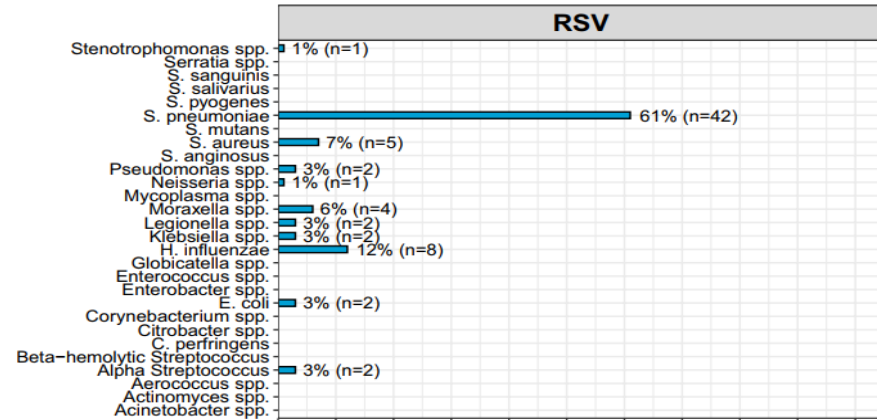 RSV
Stenotrophomonas spp. 1% (n=1)
Serratia spp.
S. sanguinis
S. salivarius
S. pyogenes
S. pneumoniae 61% (n=42)
S. mutans
S. aureus 7% (n=5)
S. anginosus
Pseudomonas spp. 3% (n=2)
Neisseria spp. 1% (n=1)
Mycoplasma spp.
Moraxella spp. 6% (n=4)
Legionella spp. 3% (n=2)
Klebsiella spp. 3% (n=2)
H. influenzae 12% (n=8)
Globicatella spp.
Enterococcus spp.
Enterobacter spp.
E. coli 3% (n=2)
Corynebacterium spp.
Citrobacter spp.
C. perfringens
Beta−hemolytic Streptococcus
Alpha Streptococcus 3% (n=2)
Aerococcus spp.
Actinomyces spp.
Acinetobacter spp.